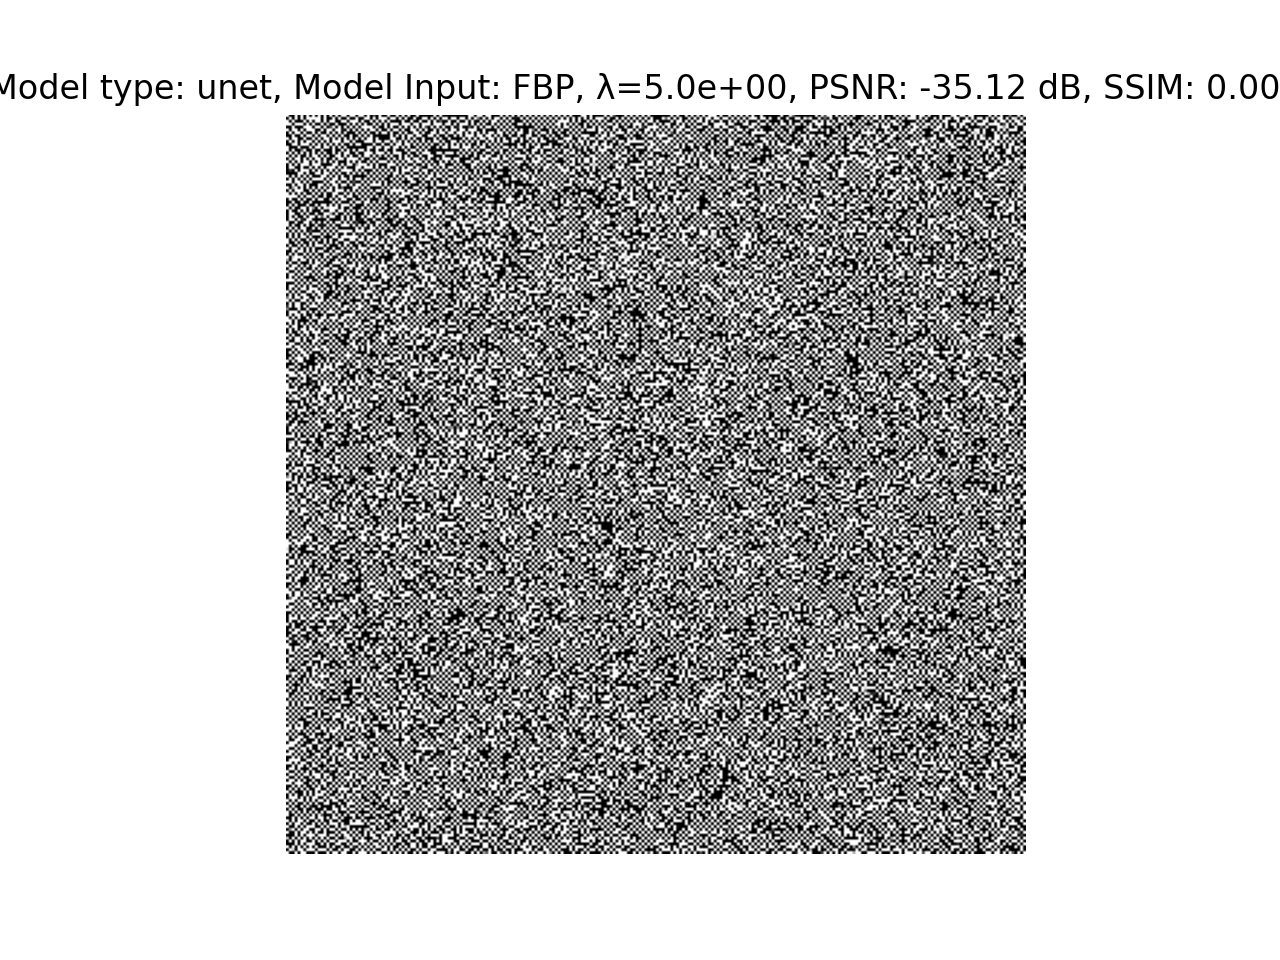 Model type: unet, Model Input: FBP, λ=5.0e+00, PSNR: -35.12 dB, SSIM: 0.00